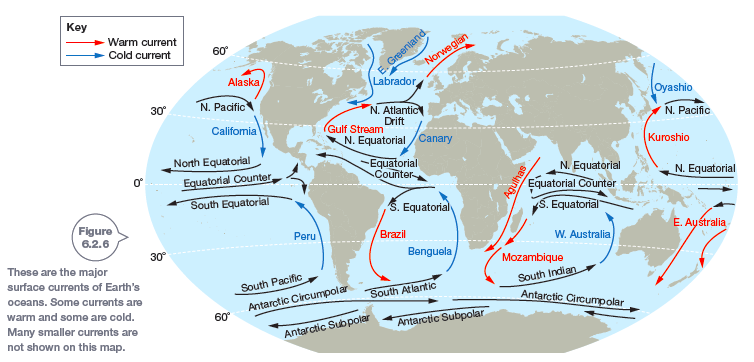 Key
Warm current
Cold current
60°
30°
0°
30°
60°
Alaska
N. Pacific
California
North Equatorial
Equatorial Counter
South Equatorial
Peru
South Pacific
Antarctic Circumpolar
Antarctic Subpolar
E. Greenland
Norwegian
Labrador
N. Atlantic
Drift
Gulf Stream
N. Equatorial
Canary
Equatorial
Counter
S. Equatorial
Brazil
Benguela
South Atlantic
Antarctic Subpolar
Agulhas
Mozambique
N. Equatorial
Equatorial Counter
S. Equatorial
W. Australia
South Indian
Antarctic Circumpolar
Oyashio
N. Pacific
Kuroshio
N. Equatorial
E. Australia
Figure
6.2.6
These are the major
surface currents of Earth's
oceans. Some currents are
warm and some are cold.
Many smaller currents are
not shown on this map.